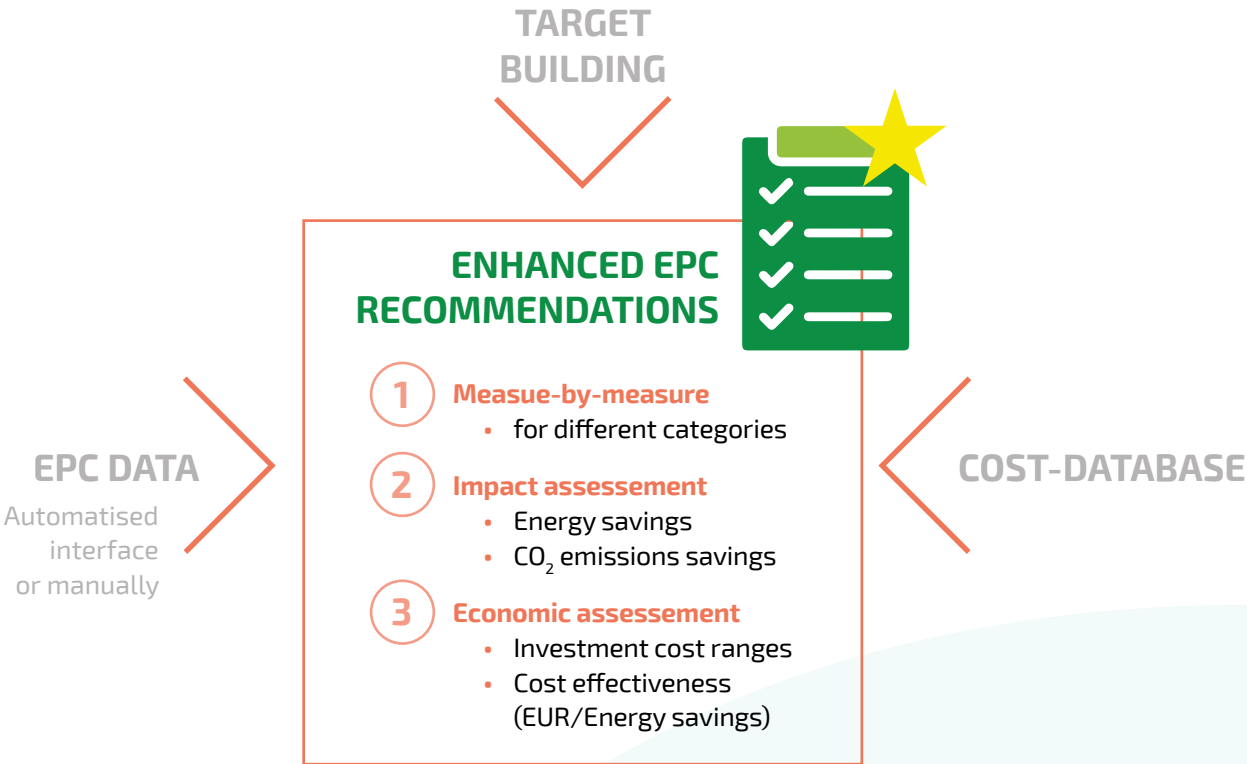 TARGET
BUILDING
ENHANCED EPC
RECOMMENDATIONS
1 Measue-by-measure
• for different categories
2 Impact assessement
• Energy savings
• CO₂ emissions savings
3 Economic assessement
• Investment cost ranges
• Cost effectiveness
(EUR/Energy savings)
EPC DATA
Automatised
interface
or manually
COST-DATABASE